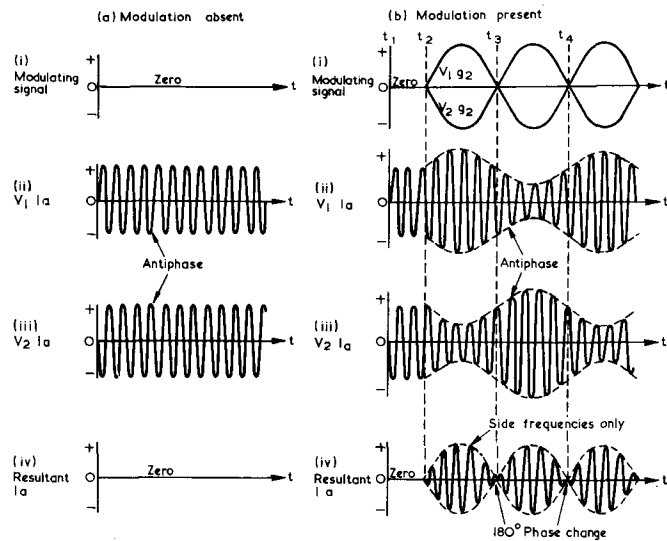 (a) Modulation absent
(i)
Modulating
signal
+
O
−
Zero
t
(ii)
V₁ Ia
+
O
−
t
Antiphase
(iii)
V₂ Ia
+
O
−
t
(iv)
Resultant
Ia
+
O
−
Zero
t
(b) Modulation present
t₁ t₂ t₃ t₄
(i)
Modulating
signal
+
O
−
Zero
V₁ g₂
V₂ g₂
t
(ii)
V₁ Ia
+
O
−
t
Antiphase
(iii)
V₂ Ia
+
O
−
t
Side frequencies only
(iv)
Resultant
Ia
+
O
−
Zero
t
180° Phase change